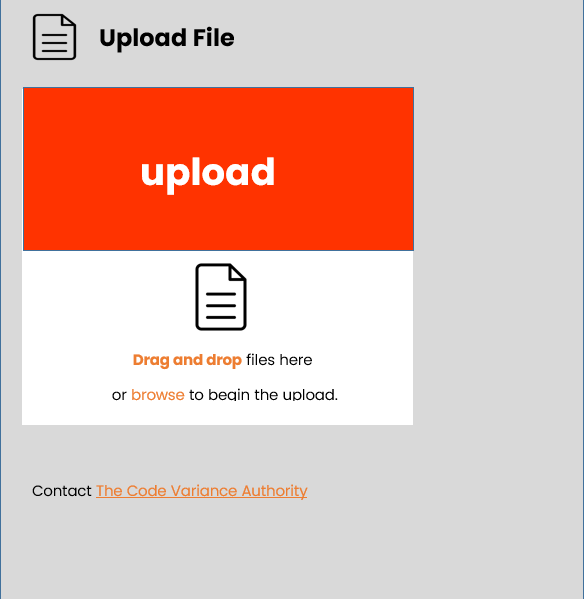 Upload File
upload
Drag and drop files here
or browse to begin the upload.
Contact The Code Variance Authority